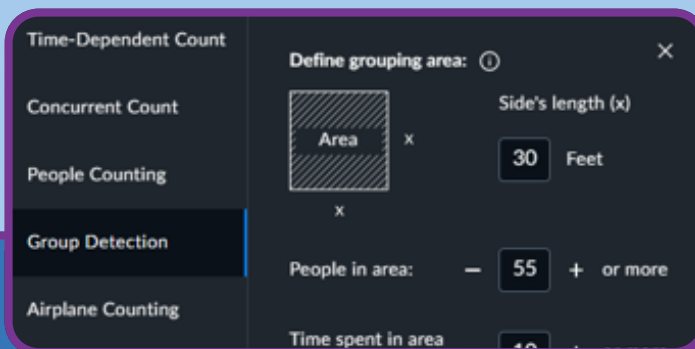 Time-Dependent Count
Concurrent Count
People Counting
Group Detection
Airplane Counting
Define grouping area:
Area
x
x
Side's length (x)
30 Feet
People in area: − 55 + or more
Time spent in area